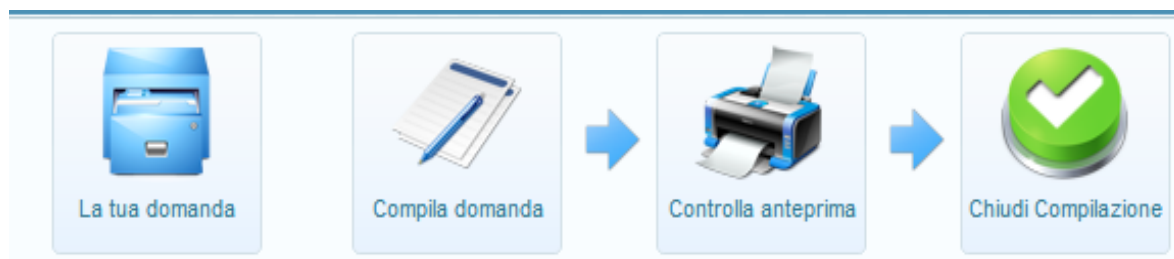 La tua domanda
Compila domanda
Controlla anteprima
Chiudi Compilazione